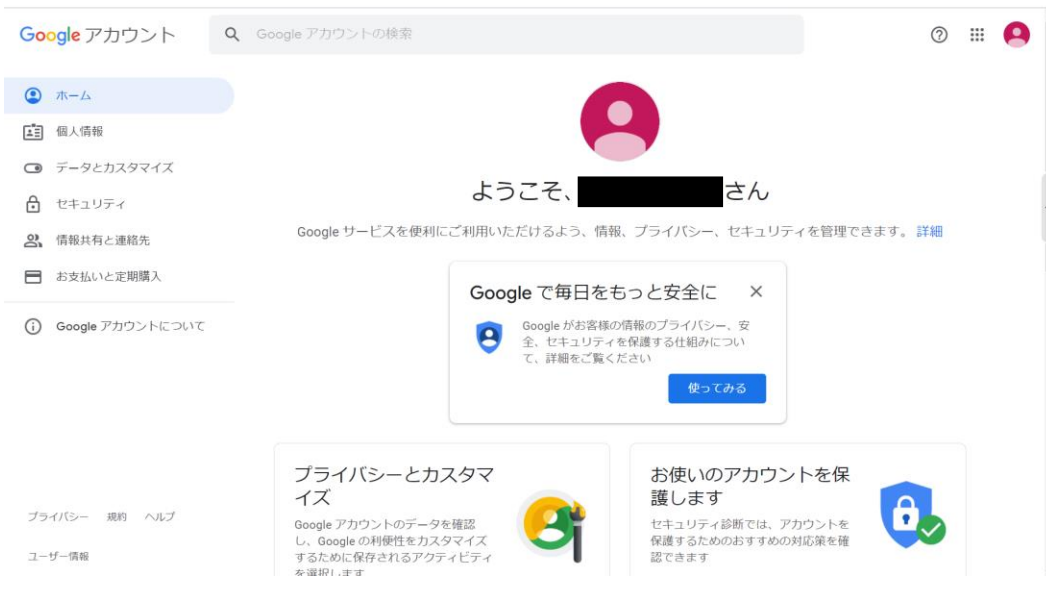 Google アカウント
Google アカウントの検索
ホーム
個人情報
データとカスタマイズ
セキュリティ
情報共有と連絡先
お支払いと定期購入
Google アカウントについて
プライバシー 規約 ヘルプ
ユーザー情報
ようこそ、 さん
Google サービスを便利にご利用いただけるよう、情報、プライバシー、セキュリティを管理できます。 詳細
Google で毎日をもっと安全に
Google がお客様の情報のプライバシー、安
全、セキュリティを保護する仕組みについ
て、詳細をご覧ください
使ってみる
プライバシーとカスタマ
イズ
Google アカウントのデータを確認
し、Google の利便性をカスタマイズ
するために保存されるアクティビティ
を選択します
お使いのアカウントを保
護します
セキュリティ診断では、アカウントを
保護するためのおすすめの対応策を確
認できます